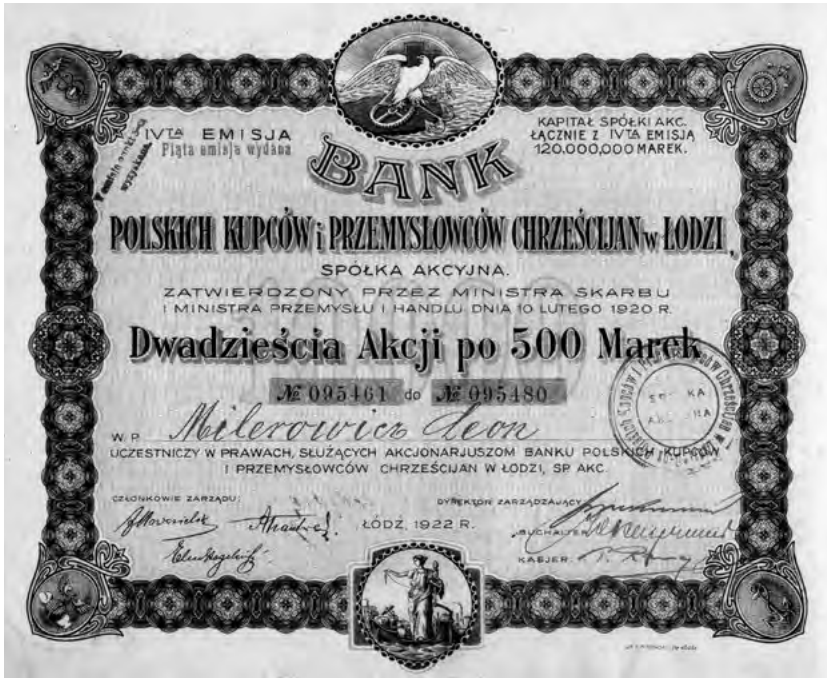 IVTA EMISJA
Piąta emisja wydana
KAPITAŁ SPÓŁKI AKC.
ŁĄCZNIE Z IVTA EMISJĄ
120.000,000 MAREK.
BANK
POLSKICH KUPCÓW i PRZEMYSŁOWCÓW CHRZEŚCIJAN w ŁODZI,
SPÓŁKA AKCYJNA.
ZATWIERDZONY PRZEZ MINISTRA SKARBU
I MINISTRA PRZEMYSŁU I HANDLU DNIA 10 LUTEGO 1920 R.
Dwadzieścia Akcji po 500 Marek
№ 095461 do № 095480
W P. Milerowicz Leon
UCZESTNICZY W PRAWACH, SŁUŻĄCYCH AKCJONARJUSZOM BANKU POLSKICH KUPCÓW
I PRZEMYSŁOWCÓW CHRZEŚCIJAN W ŁODZI, SP. AKC.
CZŁONKOWIE ZARZĄDU:
DYREKTOR ZARZĄDZAJĄCY
ŁÓDŹ, 1922 R.
BUCHALTER
KASJER